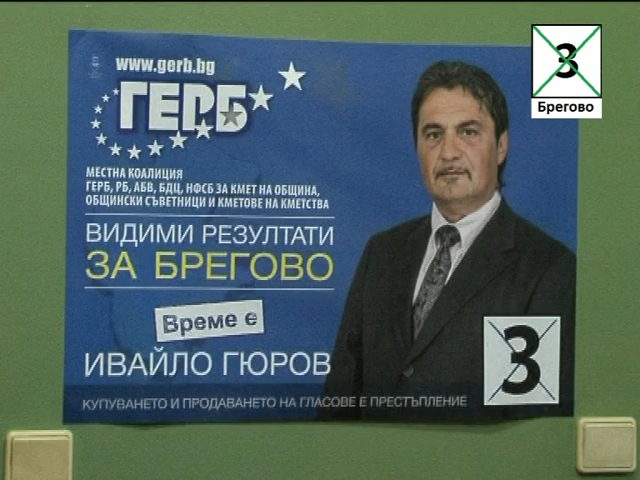 www.gerb.bg
ГЕРБ
МЕСТНА КОАЛИЦИЯ
ГЕРБ, РБ, АБВ, БДЦ, НФСБ ЗА КМЕТ НА ОБЩИНА,
ОБЩИНСКИ СЪВЕТНИЦИ И КМЕТОВЕ НА КМЕТСТВА
ВИДИМИ РЕЗУЛТАТИ
ЗА БРЕГОВО
Време е
ИВАЙЛО ГЮРОВ
КУПУВАНЕТО И ПРОДАВАНЕТО НА ГЛАСОВЕ Е ПРЕСТЪПЛЕНИЕ
3
3
Брегово